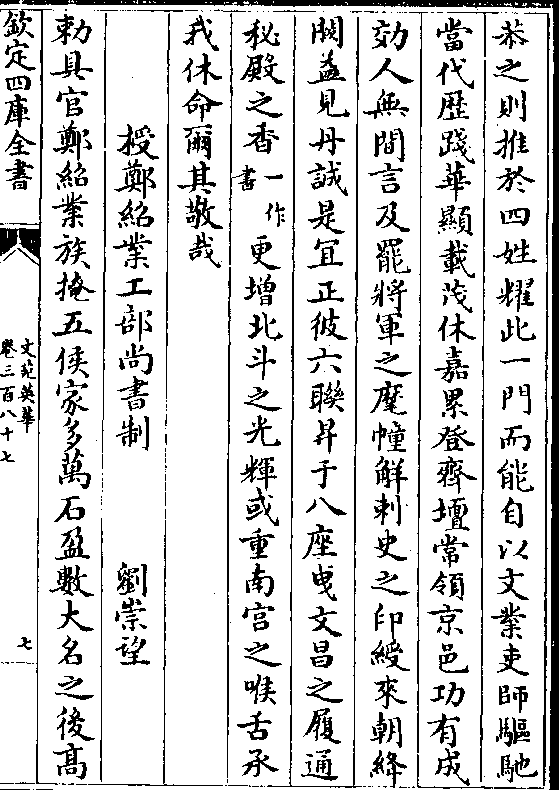 恭之則推於四姓耀此一門而能自以文業吏師驅馳
當代歷踐華顯載茂休嘉累登齊壇常領京邑功有成
効人無間言及罷將軍之麾幢解刺史之印綬來朝絳
闕益見丹誠是宜正彼六聯昇于八座曳文昌之履通
秘殿之香一作書更增北斗之光輝或重南宫之喉舌承
我休命爾其敬哉
授鄭紹業工部尚書制 劉崇望
勅具官鄭紹業族掩五侯家多萬石盈數大名之後高
欽定四庫全書
文苑英華
卷三百八十七
七